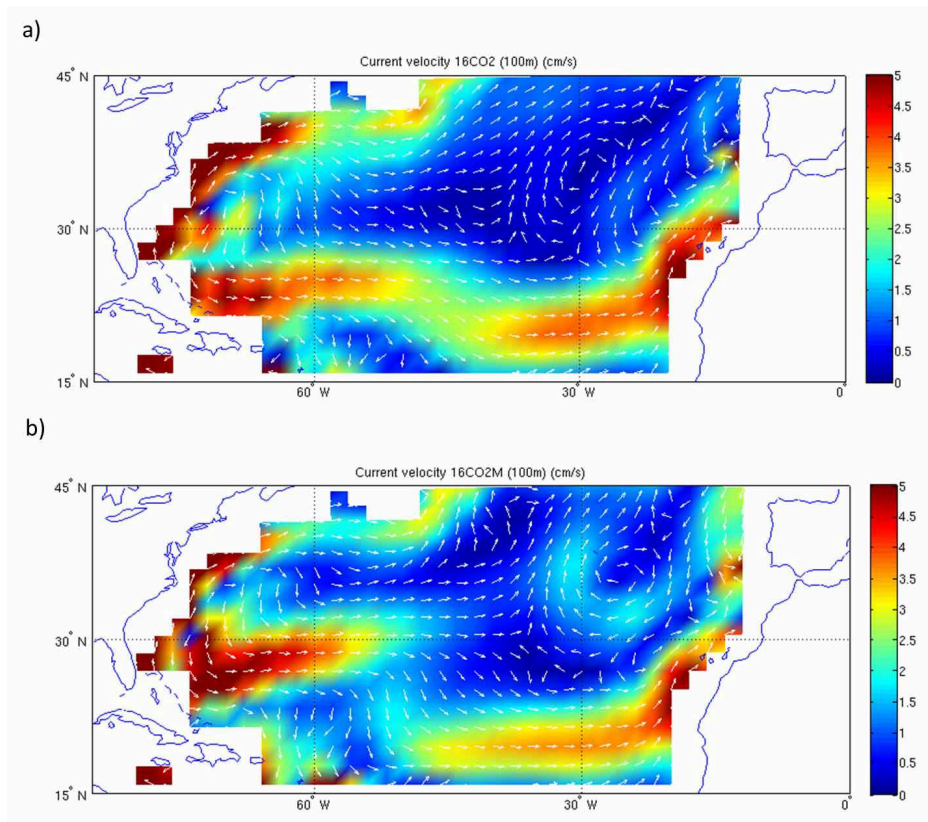 a)
Current velocity 16CO2 (100m) (cm/s)
45° N
30° N
15° N
60° W
30° W
0°
5
4.5
4
3.5
3
2.5
2
1.5
1
0.5
0
b)
Current velocity 16CO2M (100m) (cm/s)
45° N
30° N
15° N
60° W
30° W
0°
5
4.5
4
3.5
3
2.5
2
1.5
1
0.5
0